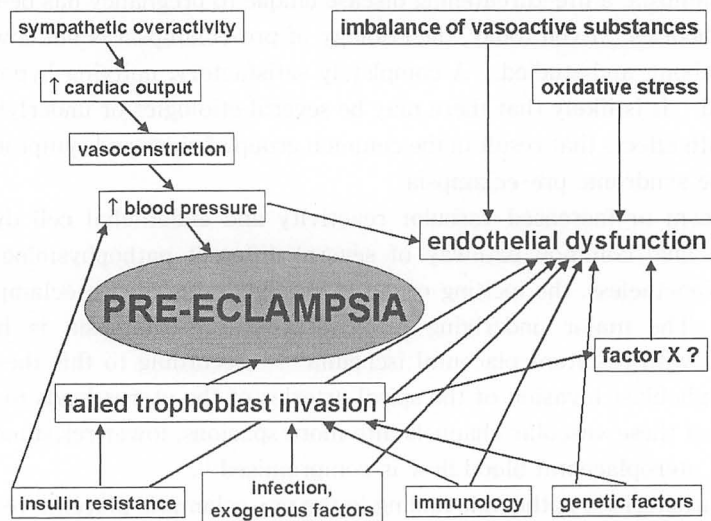 sympathetic overactivity
imbalance of vasoective substances
↑ cardiac output
oxidative stress
vasoconstriction
↑ blood pressure
endothelial dysfunction
PRE-ECLAMPSIA
factor X ?
failed trophoblast invasion
insulin resistance
infection,
exogenous factors
immunology
genetic factors